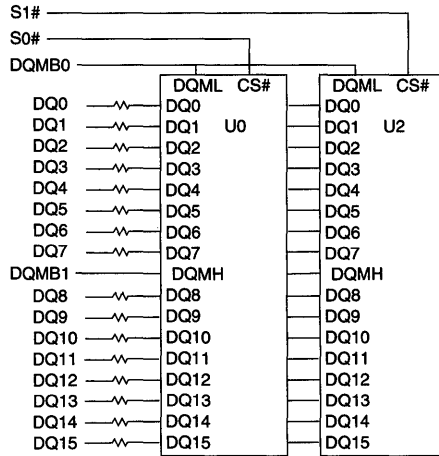 S1#
S0#
DQMB0
DQML CS# DQML CS#
DQ0 DQ0 DQ0
DQ1 DQ1 U0 DQ1 U2
DQ2 DQ2 DQ2
DQ3 DQ3 DQ3
DQ4 DQ4 DQ4
DQ5 DQ5 DQ5
DQ6 DQ6 DQ6
DQ7 DQ7 DQ7
DQMB1 DQMH DQMH
DQ8 DQ8 DQ8
DQ9 DQ9 DQ9
DQ10 DQ10 DQ10
DQ11 DQ11 DQ11
DQ12 DQ12 DQ12
DQ13 DQ13 DQ13
DQ14 DQ14 DQ14
DQ15 DQ15 DQ15